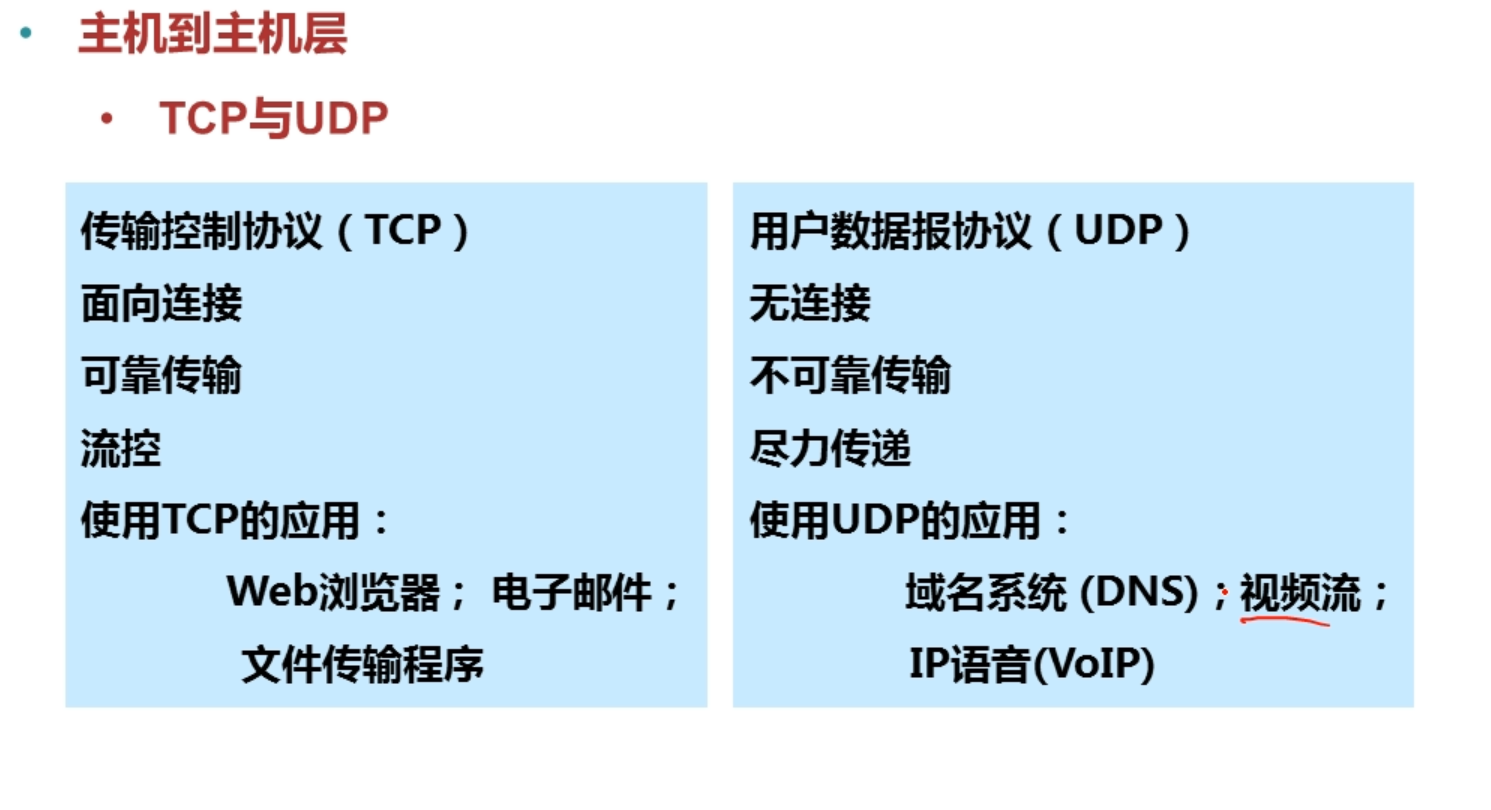 主机到主机层
TCP与UDP
传输控制协议（TCP）
面向连接
可靠传输
流控
使用TCP的应用：
Web浏览器； 电子邮件；
文件传输程序
用户数据报协议（UDP）
无连接
不可靠传输
尽力传递
使用UDP的应用：
域名系统 (DNS)；视频流；
IP语音(VoIP)